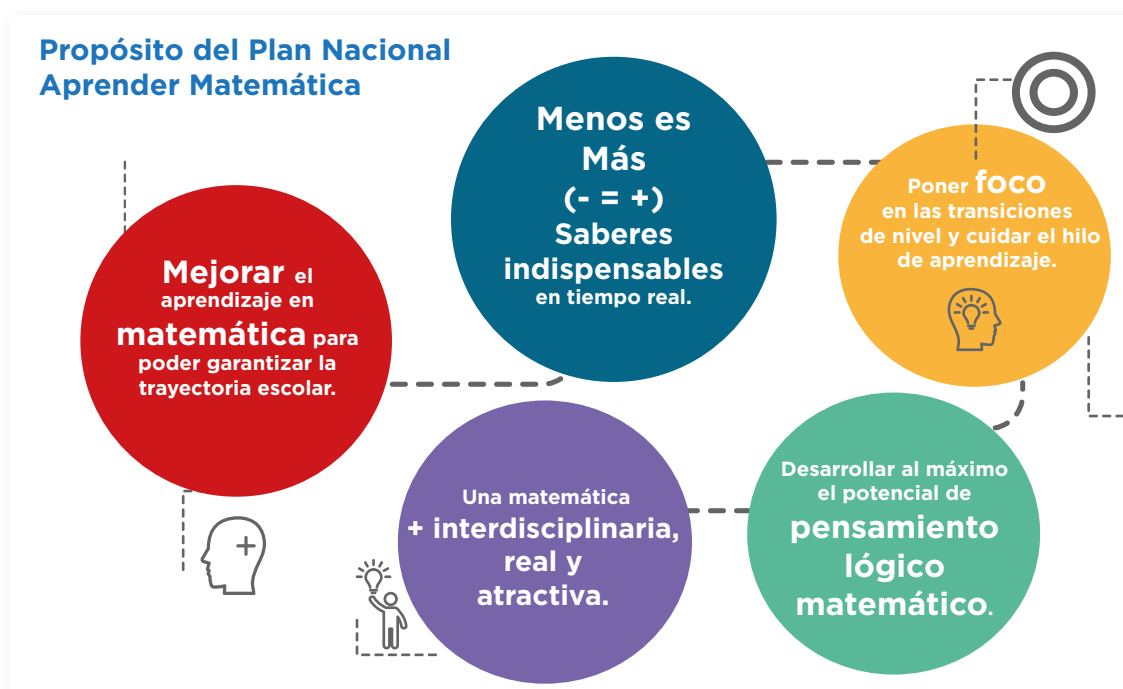 Propósito del Plan Nacional
Aprender Matemática
Mejorar el
aprendizaje en
matemática para
poder garantizar la
trayectoria escolar.
Menos es
Más
(- = +)
Saberes
indispensables
en tiempo real.
Poner foco
en las transiciones
de nivel y cuidar el hilo
de aprendizaje.
Desarrollar al máximo
el potencial de
pensamiento
lógico
matemático.
Una matemática
+ interdisciplinaria,
real y
atractiva.